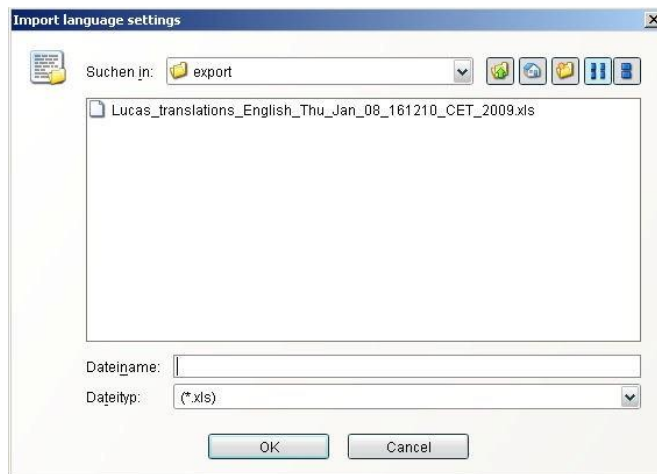 Import language settings
Suchen in: export
Lucas_translations_English_Thu_Jan_08_161210_CET_2009.xls
Dateiname:
Dateityp: (*.xls)
OK Cancel